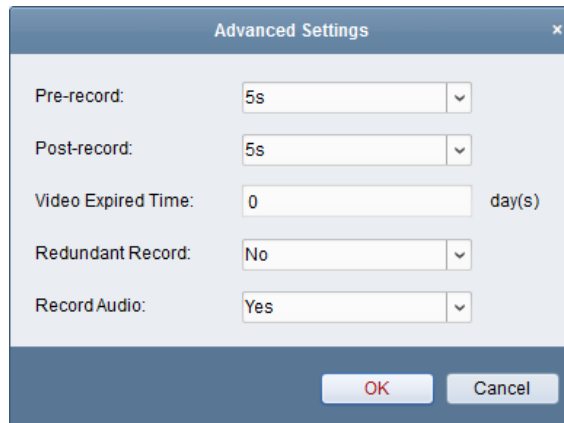 Advanced Settings ×
Pre-record: 5s
Post-record: 5s
Video Expired Time: 0 day(s)
Redundant Record: No
Record Audio: Yes
OK Cancel